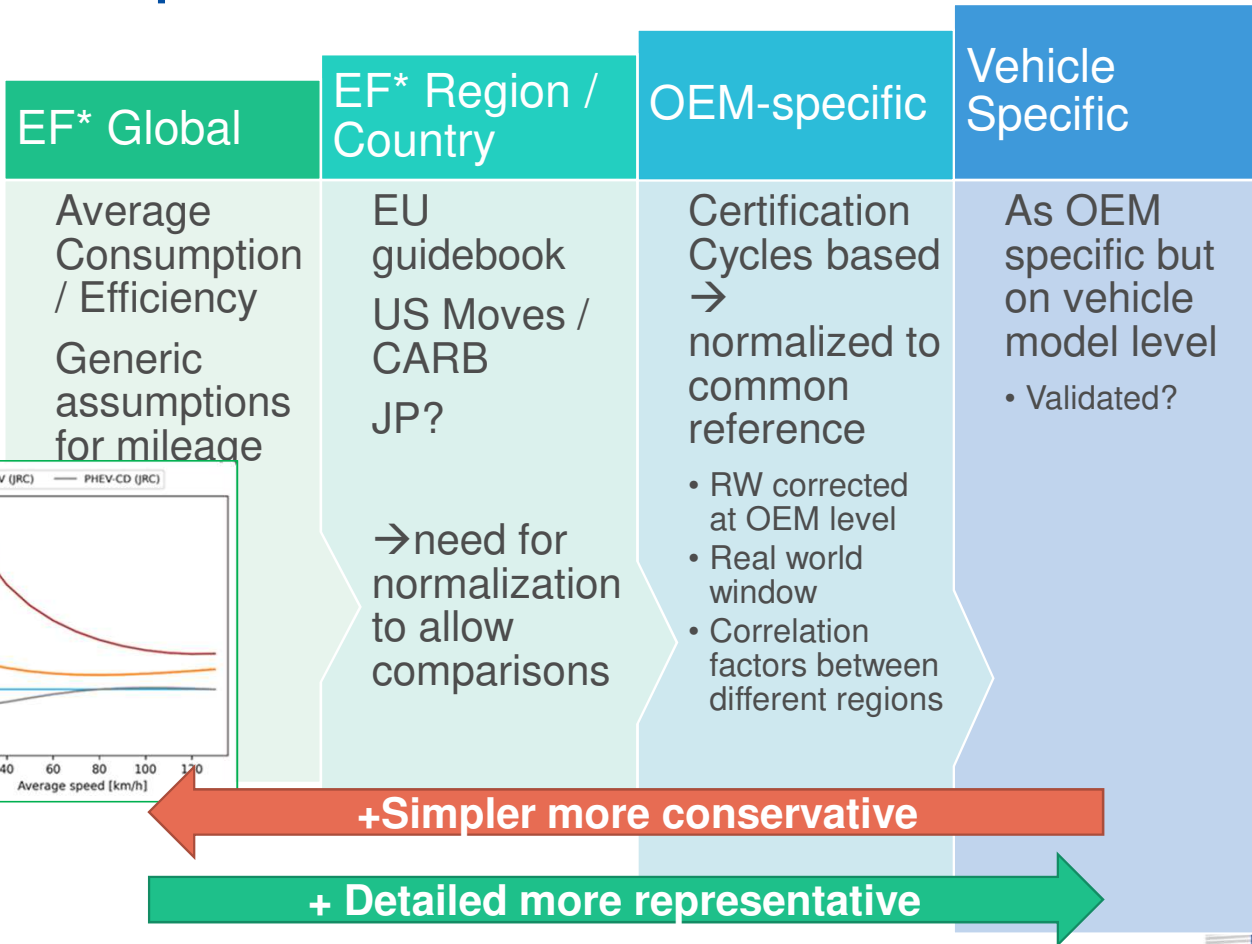 EF* Global
Average
Consumption
/ Efficiency
Generic
assumptions
for mileage
(JRC)
PHEV-CD (JRC)
40 60 80 100 120
Average speed [km/h]
EF* Region /
Country
EU
guidebook
US Moves /
CARB
JP?
→need for
normalization
to allow
comparisons
OEM-specific
Certification
Cycles based
→
normalized to
common
reference
• RW corrected
at OEM level
• Real world
window
• Correlation
factors between
different regions
Vehicle
Specific
As OEM
specific but
on vehicle
model level
• Validated?
+Simpler more conservative
+ Detailed more representative